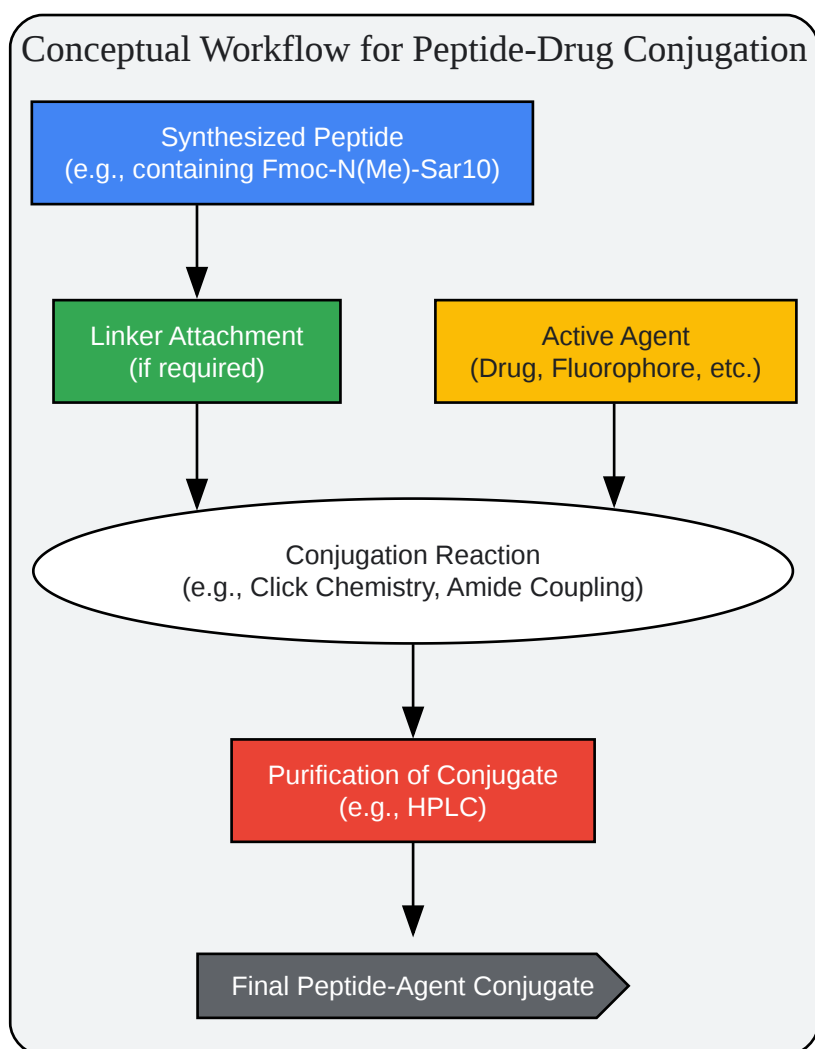 Conceptual Workflow for Peptide-Drug Conjugation
Synthesized Peptide
(e.g., containing Fmoc-N(Me)-Sar10)
Linker Attachment
(if required)
Active Agent
(Drug, Fluorophore, etc.)
Conjugation Reaction
(e.g., Click Chemistry, Amide Coupling)
Purification of Conjugate
(e.g., HPLC)
Final Peptide-Agent Conjugate